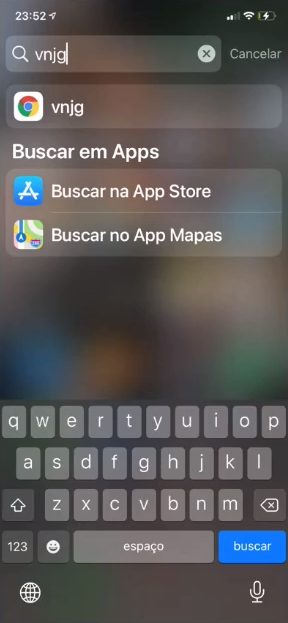 23:52
vnjg
Cancelar
vnjg
Buscar em Apps
Buscar na App Store
Buscar no App Mapas
q w e r t y u i o p
a s d f g h j k l
z x c v b n m
123 espaço buscar